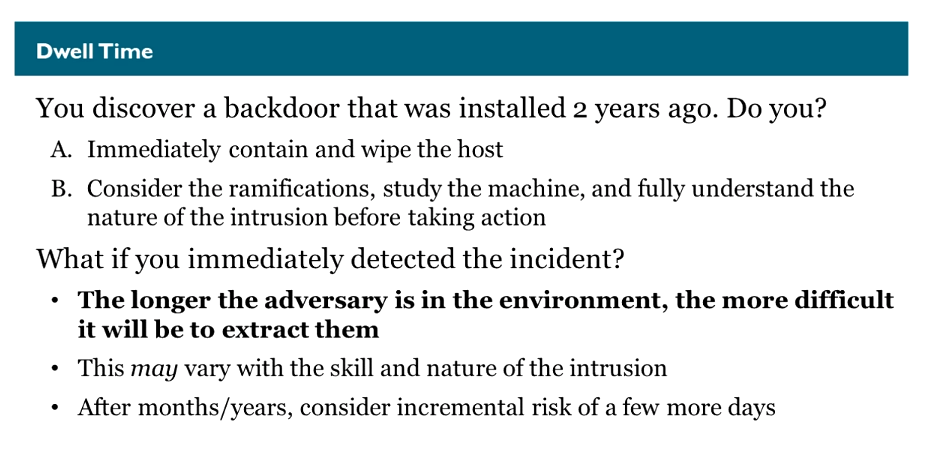 Dwell Time
You discover a backdoor that was installed 2 years ago. Do you?
A. Immediately contain and wipe the host
B. Consider the ramifications, study the machine, and fully understand the
nature of the intrusion before taking action
What if you immediately detected the incident?
• The longer the adversary is in the environment, the more difficult
it will be to extract them
• This may vary with the skill and nature of the intrusion
• After months/years, consider incremental risk of a few more days